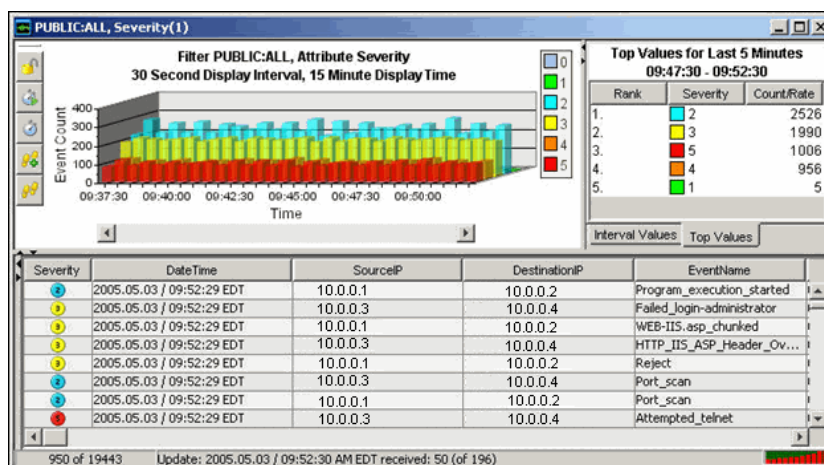 PUBLIC:ALL, Severity(1)
Filter PUBLIC:ALL, Attribute Severity
30 Second Display Interval, 15 Minute Display Time
Event Count
400
300
200
100
0
09:37:30 09:40:00 09:42:30 09:45:00 09:47:30 09:50:00
Time
0
1
2
3
4
5
Top Values for Last 5 Minutes
09:47:30 - 09:52:30
Rank Severity Count/Rate
1. 2 2526
2. 3 1990
3. 5 1006
4. 4 956
5. 1 5
Interval Values Top Values
Severity DateTime SourceIP DestinationIP EventName
2 2005.05.03 / 09:52:29 EDT 10.0.0.1 10.0.0.2 Program_execution_started
3 2005.05.03 / 09:52:29 EDT 10.0.0.3 10.0.0.4 Failed_login-administrator
3 2005.05.03 / 09:52:29 EDT 10.0.0.1 10.0.0.2 WEB-IIS.asp_chunked
3 2005.05.03 / 09:52:29 EDT 10.0.0.3 10.0.0.4 HTTP_IIS_ASP_Header_Ov...
3 2005.05.03 / 09:52:29 EDT 10.0.0.1 10.0.0.2 Reject
2 2005.05.03 / 09:52:29 EDT 10.0.0.3 10.0.0.4 Port_scan
2 2005.05.03 / 09:52:29 EDT 10.0.0.1 10.0.0.2 Port_scan
5 2005.05.03 / 09:52:29 EDT 10.0.0.3 10.0.0.4 Attempted_telnet
950 of 19443 Update: 2005.05.03 / 09:52:30 AM EDT received: 50 (of 196)